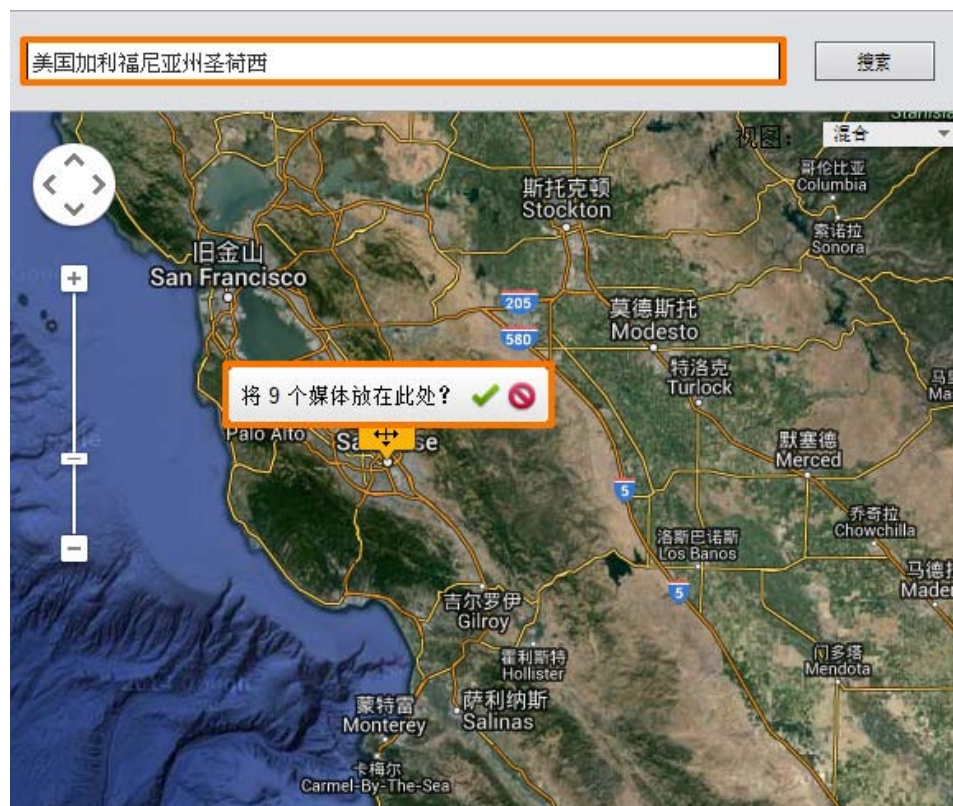 美国加利福尼亚州圣荷西
搜索
视图：
混合
哥伦比亚
Columbia
斯托克顿
Stockton
索诺拉
Sonora
旧金山
San Francisco
205
莫德斯托
Modesto
580
特洛克
Turlock
将 9 个媒体放在此处？
Palo Alto
默塞德
Merced
5
乔奇拉
Chowchilla
洛斯巴诺斯
Los Banos
5
吉尔罗伊
Gilroy
霍利斯特
Hollister
门多塔
Mendota
蒙特雷
Monterey
萨利纳斯
Salinas
卡梅尔
Carmel-By-The-Sea